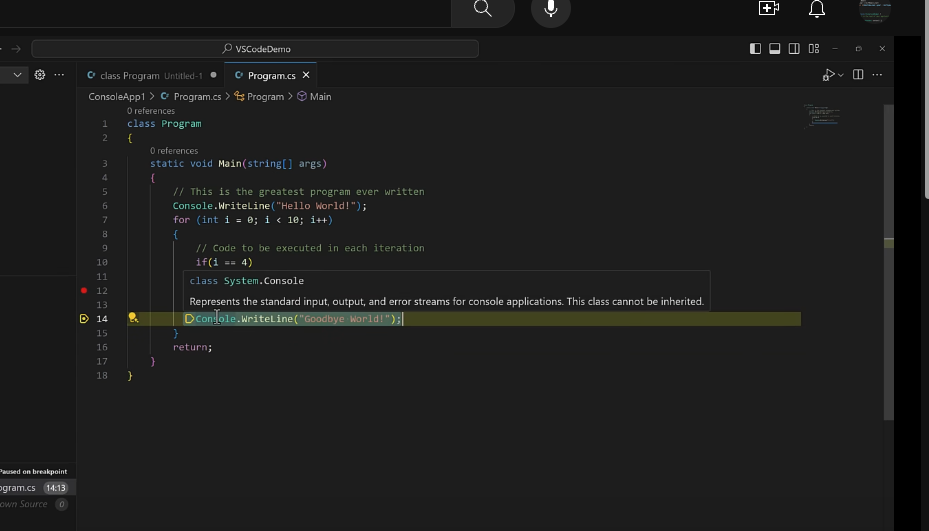 VSCodeDemo
class Program Untitled-1
Program.cs
ConsoleApp1 > Program.cs > Program > Main
0 references
1 class Program
2 {
0 references
3 static void Main(string[] args)
4 {
5 // This is the greatest program ever written
6 Console.WriteLine("Hello World!");
7 for (int i = 0; i < 10; i++)
8 {
9 // Code to be executed in each iteration
10 if(i == 4)
11
class System.Console
12
Represents the standard input, output, and error streams for console applications. This class cannot be inherited.
13
14 Console.WriteLine("Goodbye World!");
15 }
16 return;
17 }
18 }
Paused on breakpoint
ogram.cs 14:13
own Source 0